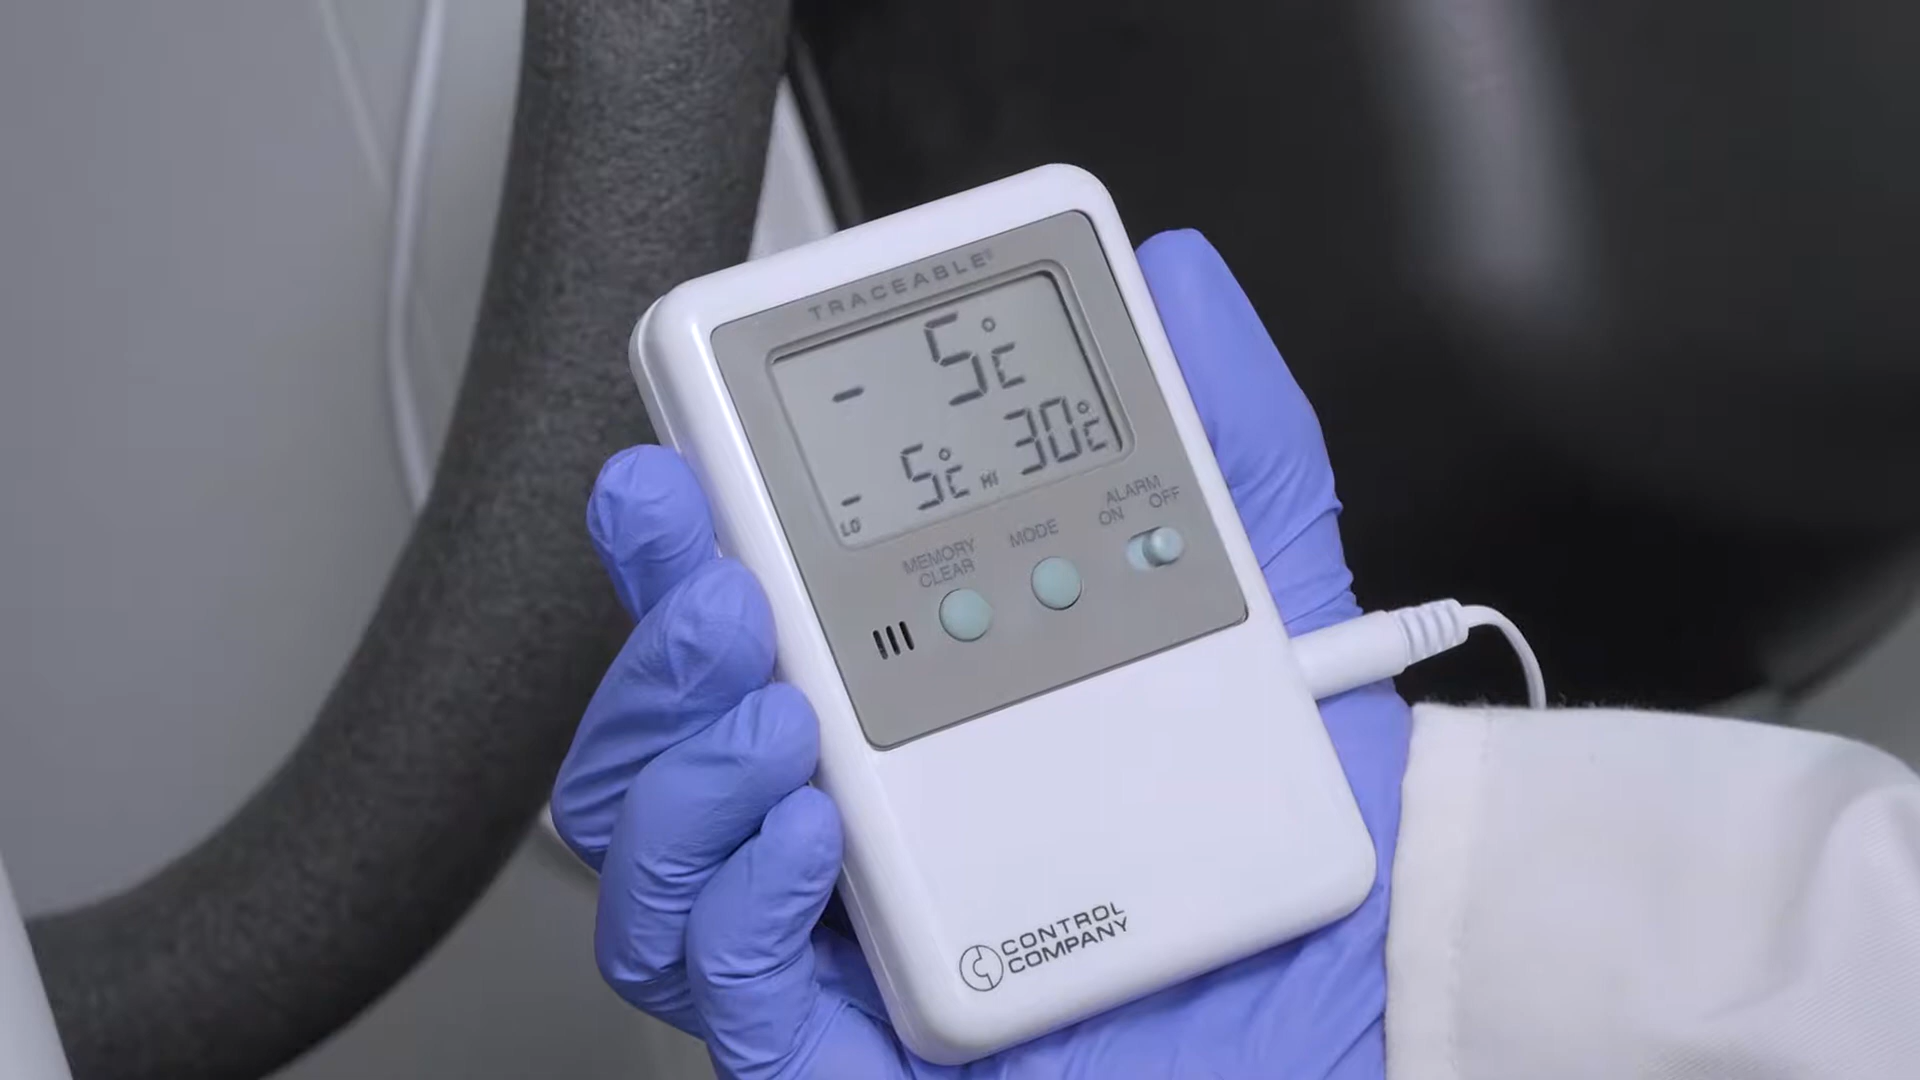 TRACEABLE®
- 5°C
- 5°C HI 30°C
LO
ALARM
ON OFF
MODE
MEMORY
CLEAR
CONTROL
COMPANY